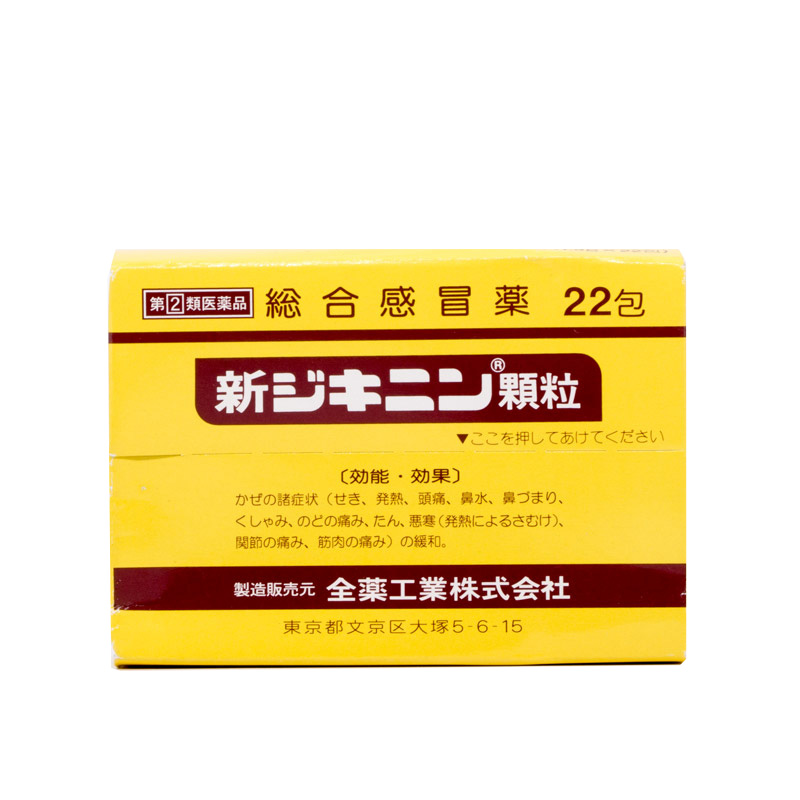 第②類医薬品 総合感冒薬 22包
新ジキニン®顆粒
▼ここを押してあけてください
〔効能・効果〕
かぜの諸症状(せき、発熱、頭痛、鼻水、鼻づまり、
くしゃみ、のどの痛み、たん、悪寒(発熱によるさむけ)、
関節の痛み、筋肉の痛み)の緩和。
製造販売元 全薬工業株式会社
東京都文京区大塚5-6-15